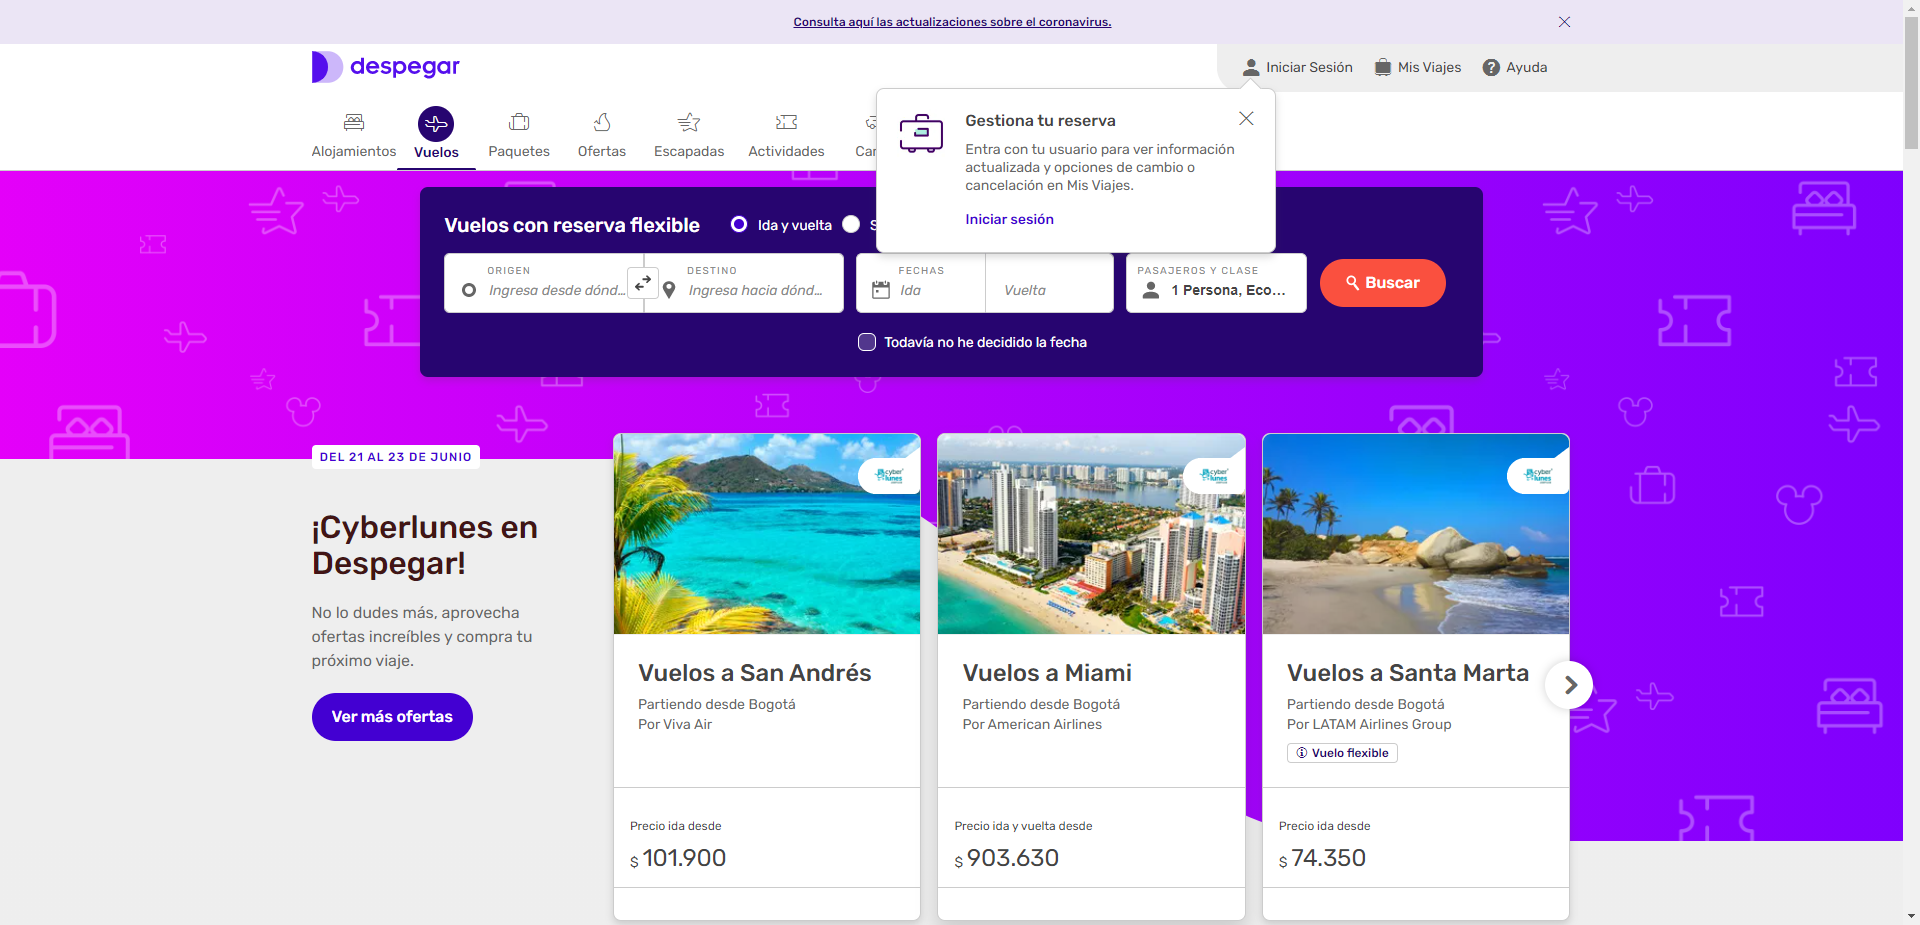 Consulta aquí las actualizaciones sobre el coronavirus.
despegar
Iniciar Sesión
Mis Viajes
Ayuda
Alojamientos
Vuelos
Paquetes
Ofertas
Escapadas
Actividades
Gestiona tu reserva
Entra con tu usuario para ver información
actualizada y opciones de cambio o
cancelación en Mis Viajes.
Iniciar sesión
Vuelos con reserva flexible
Ida y vuelta
ORIGEN
Ingresa desde dónd...
DESTINO
Ingresa hacia dónd...
FECHAS
Ida
Vuelta
PASAJEROS Y CLASE
1 Persona, Eco...
Buscar
Todavía no he decidido la fecha
DEL 21 AL 23 DE JUNIO
¡Cyberlunes en
Despegar!
No lo dudes más, aprovecha
ofertas increíbles y compra tu
próximo viaje.
Ver más ofertas
cyber
lunes
Vuelos a San Andrés
Partiendo desde Bogotá
Por Viva Air
Precio ida desde
$ 101.900
cyber
lunes
Vuelos a Miami
Partiendo desde Bogotá
Por American Airlines
Precio ida y vuelta desde
$ 903.630
cyber
lunes
Vuelos a Santa Marta
Partiendo desde Bogotá
Por LATAM Airlines Group
Vuelo flexible
Precio ida desde
$ 74.350